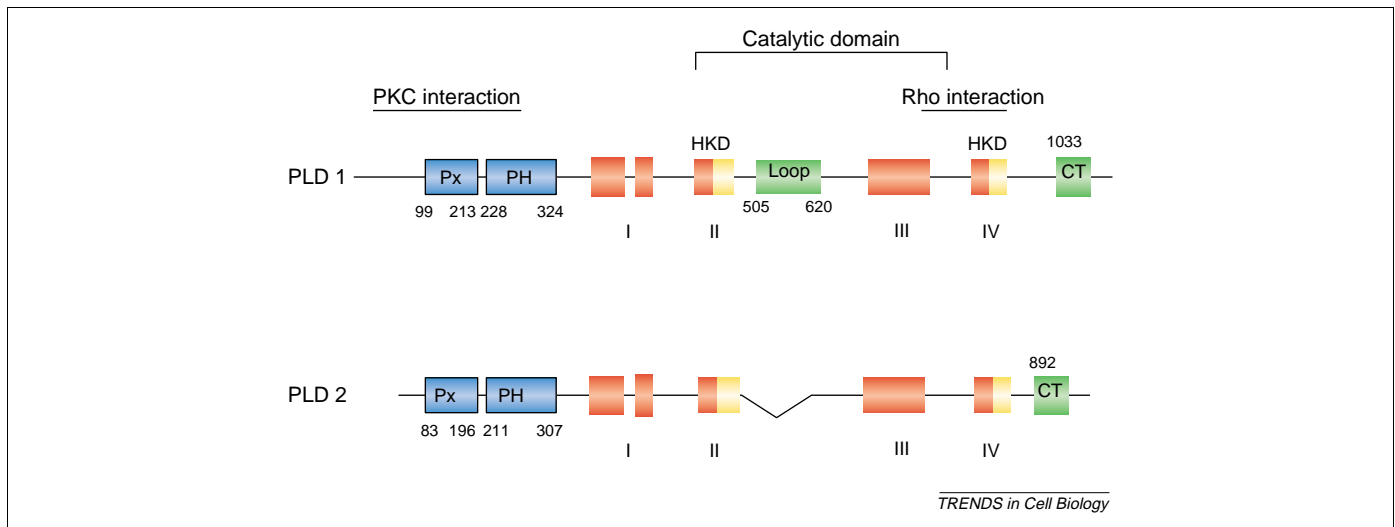 Catalytic domain
PKC interaction
Rho interaction
HKD
HKD
1033
PLD 1
Px
PH
Loop
CT
99
213
228
324
505
620
I
II
III
IV
892
PLD 2
Px
PH
CT
83
196
211
307
I
II
III
IV
TRENDS in Cell Biology